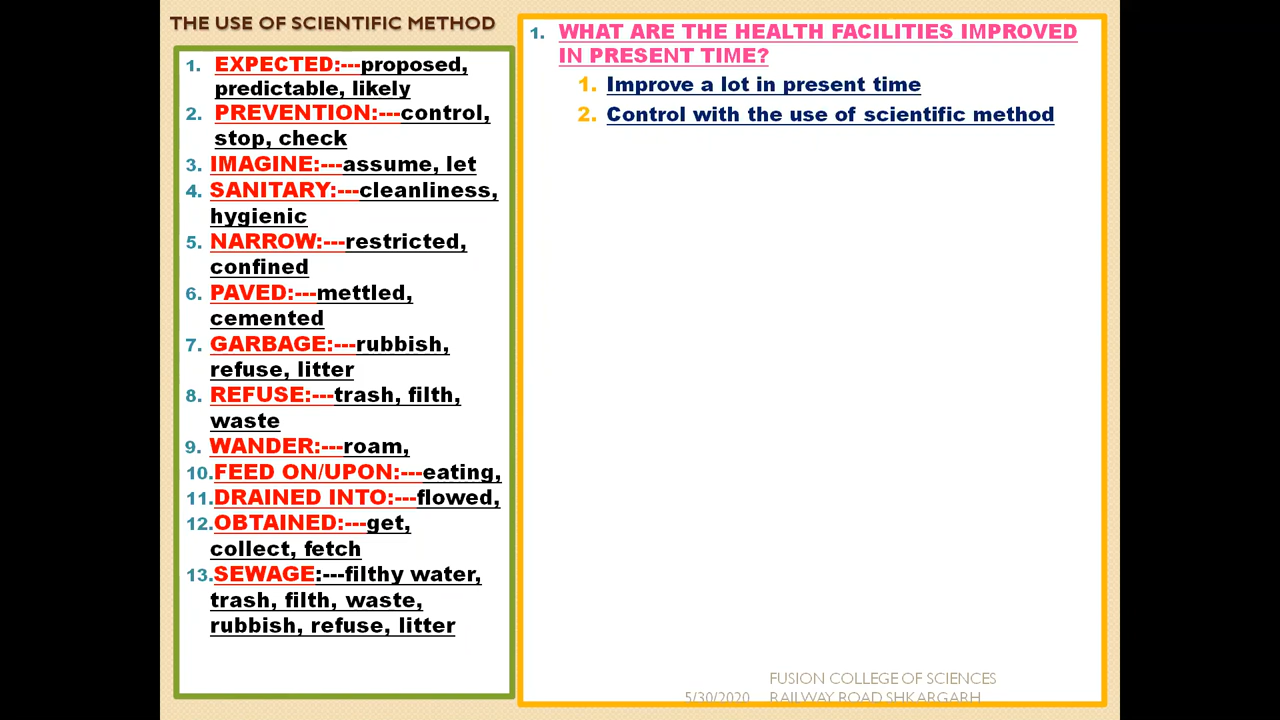 THE USE OF SCIENTIFIC METHOD
1. EXPECTED:---proposed,
predictable, likely
2. PREVENTION:---control,
stop, check
3. IMAGINE:---assume, let
4. SANITARY:---cleanliness,
hygienic
5. NARROW:---restricted,
confined
6. PAVED:---mettled,
cemented
7. GARBAGE:---rubbish,
refuse, litter
8. REFUSE:---trash, filth,
waste
9. WANDER:---roam,
10.FEED ON/UPON:---eating,
11.DRAINED INTO:---flowed,
12.OBTAINED:---get,
collect, fetch
13.SEWAGE:---filthy water,
trash, filth, waste,
rubbish, refuse, litter
1. WHAT ARE THE HEALTH FACILITIES IMPROVED
IN PRESENT TIME?
1. Improve a lot in present time
2. Control with the use of scientific method
FUSION COLLEGE OF SCIENCES
5/30/2020 RAILWAY ROAD SHKARGARH